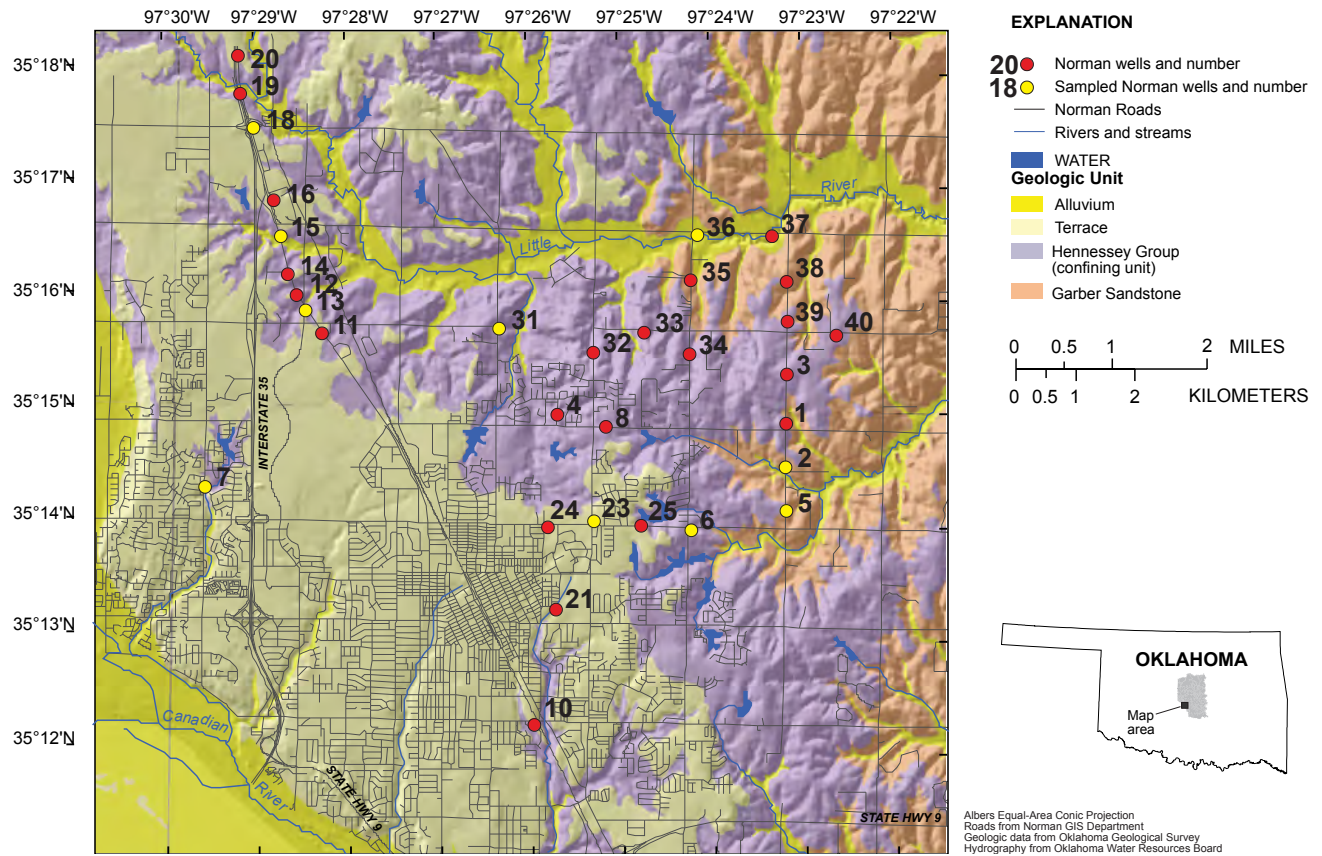 97°30'W 97°29'W 97°28'W 97°27'W 97°26'W 97°25'W 97°24'W 97°23'W 97°22'W
35°18'N
35°17'N
35°16'N
35°15'N
35°14'N
35°13'N
35°12'N
20
19
18
16
15
14
12
13
11
31
36
37
35
38
39
40
33
32
34
3
4
8
1
2
5
7
24
23
25
6
21
10
Little
River
INTERSTATE 35
Canadian
River
STATE HWY 9
STATE HWY 9
EXPLANATION
20 Norman wells and number
18 Sampled Norman wells and number
Norman Roads
Rivers and streams
WATER
Geologic Unit
Alluvium
Terrace
Hennessey Group
(confining unit)
Garber Sandstone
0 0.5 1 2 MILES
0 0.5 1 2 KILOMETERS
OKLAHOMA
Map
area
Albers Equal-Area Conic Projection
Roads from Norman GIS Department
Geologic data from Oklahoma Geological Survey
Hydrography from Oklahoma Water Resources Board